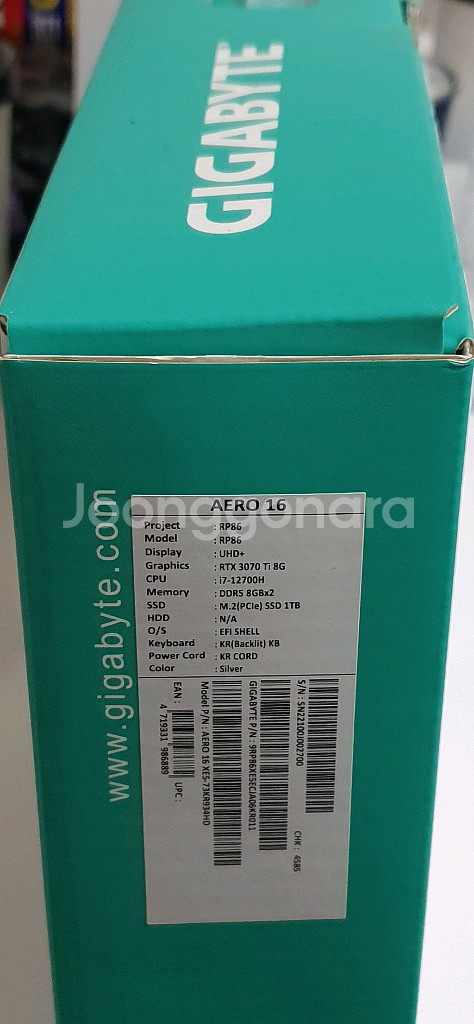 GIGABYTE
www.gigabyte.com
Joonggonara
AERO 16
Project : RP86
Model : RP86
Display : UHD+
Graphics : RTX 3070 Ti 8G
CPU : i7-12700H
Memory : DDR5 8GBx2
SSD : M.2(PCIe) SSD 1TB
HDD : N/A
O/S : EFI SHELL
Keyboard : KR(Backlit) KB
Power Cord : KR CORD
Color : Silver
S/N : SN22100J002700
CHK : 4585
GIGABYTE P/N : 9RP86XE5ECJA06KR011
Model P/N : AERO 16 XE5-73KR934HD
EAN :
4 719331 986889
UPC :